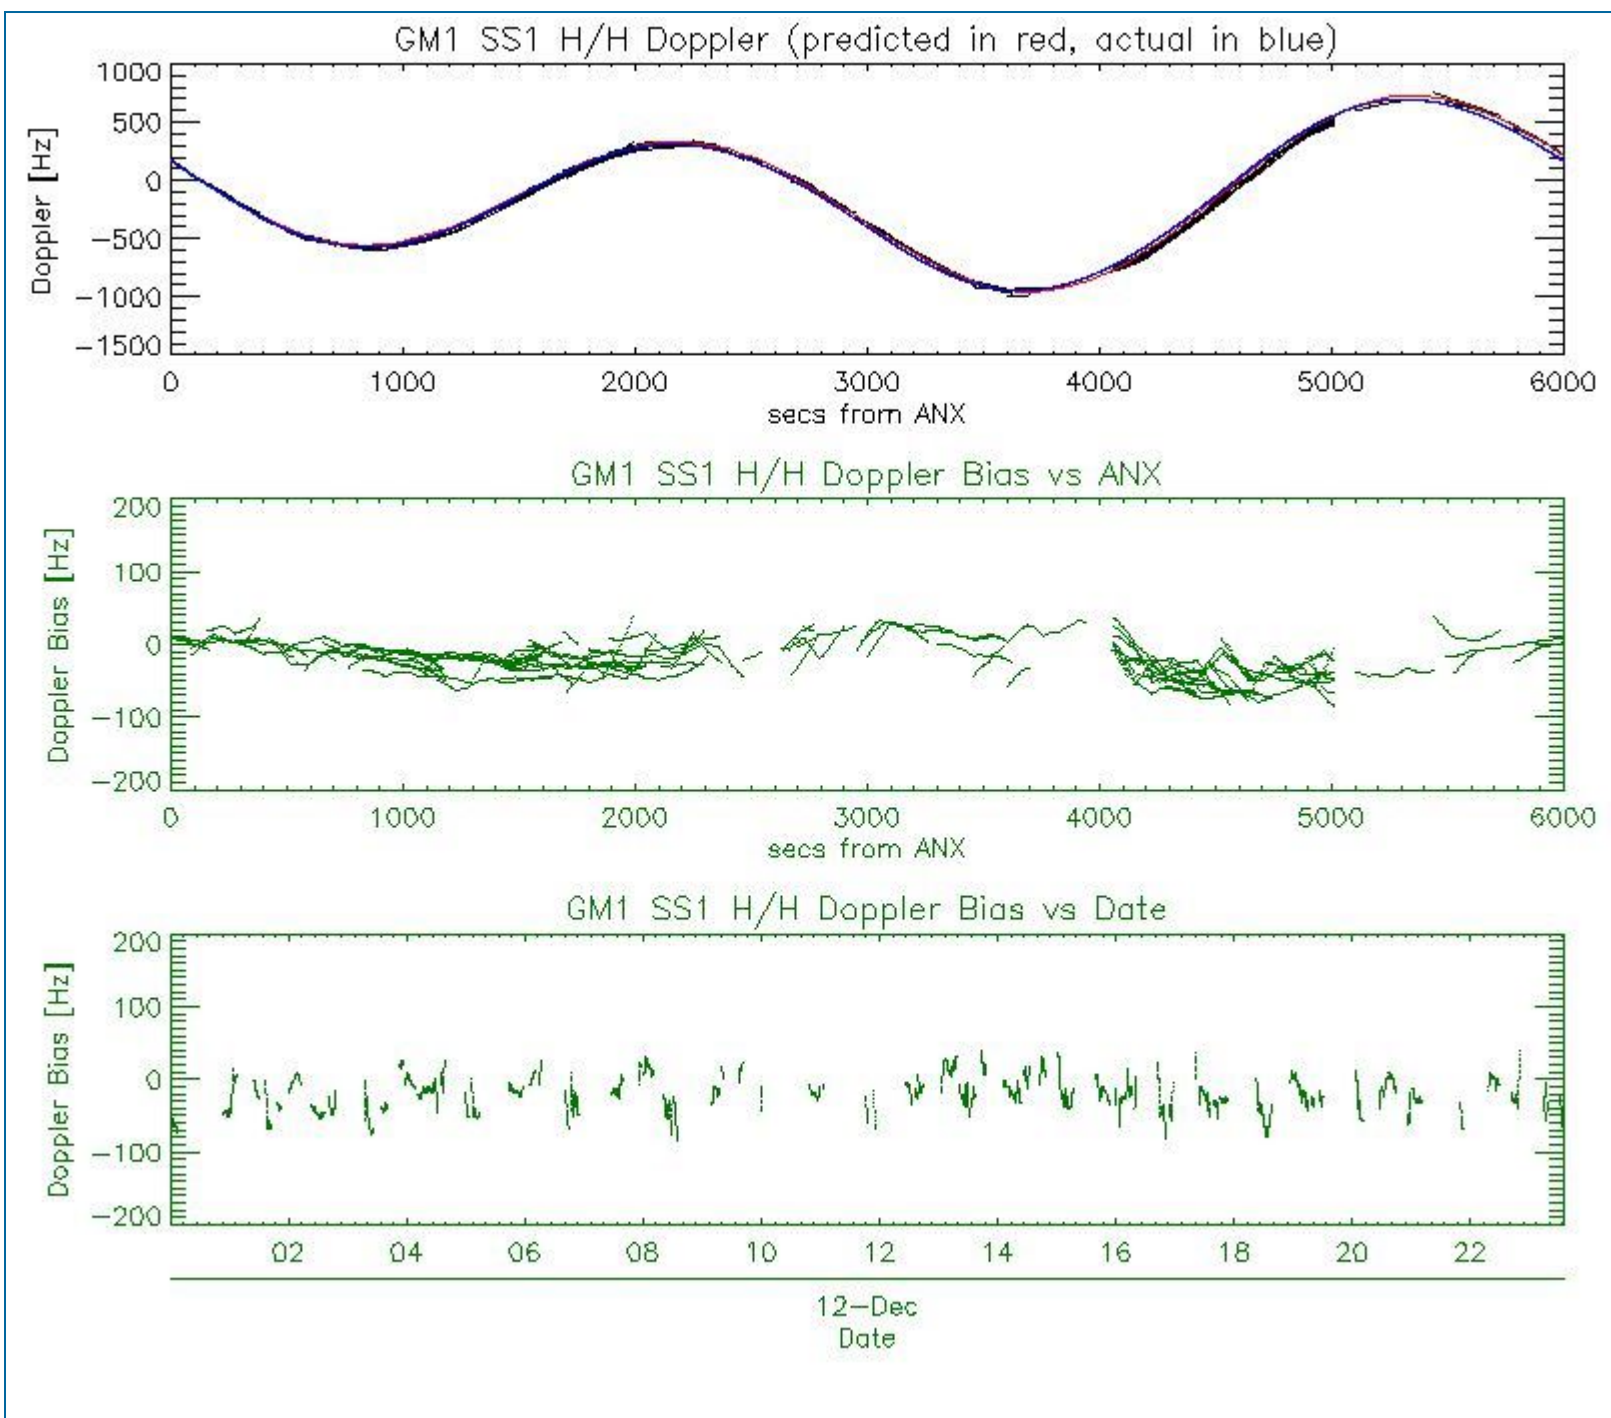 GM1 SS1 H/H Doppler (predicted in red, actual in blue)
Doppler [Hz]
1000
500
0
−500
−1000
−1500
0 1000 2000 3000 4000 5000 6000
secs from ANX
GM1 SS1 H/H Doppler Bias vs ANX
Doppler Bias [Hz]
200
100
0
−100
−200
0 1000 2000 3000 4000 5000 6000
secs from ANX
GM1 SS1 H/H Doppler Bias vs Date
Doppler Bias [Hz]
200
100
0
−100
−200
02 04 06 08 10 12 14 16 18 20 22
12−Dec
Date